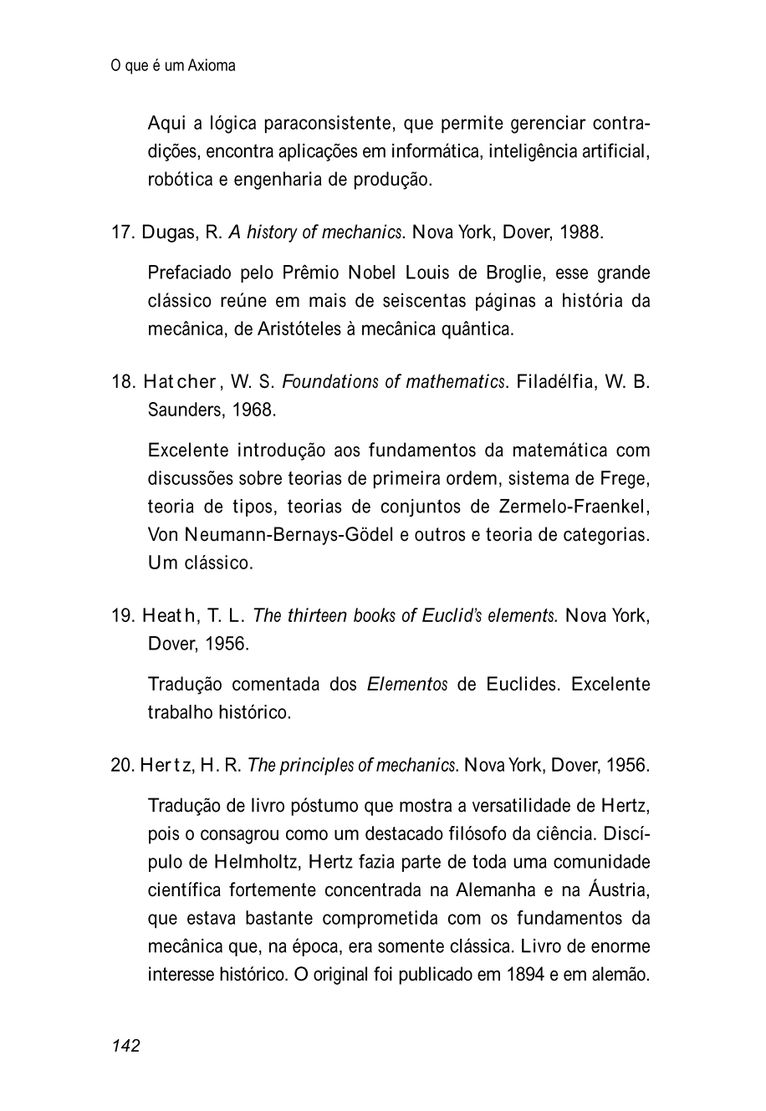 O que é um Axioma
Aqui a lógica paraconsistente, que permite gerenciar contra-
dições, encontra aplicações em informática, inteligência artificial,
robótica e engenharia de produção.
17. Dugas, R. A history of mechanics. Nova York, Dover, 1988.
Prefaciado pelo Prêmio Nobel Louis de Broglie, esse grande
clássico reúne em mais de seiscentas páginas a história da
mecânica, de Aristóteles à mecânica quântica.
18. Hatcher, W. S. Foundations of mathematics. Filadélfia, W. B.
Saunders, 1968.
Excelente introdução aos fundamentos da matemática com
discussões sobre teorias de primeira ordem, sistema de Frege,
teoria de tipos, teorias de conjuntos de Zermelo-Fraenkel,
Von Neumann-Bernays-Gödel e outros e teoria de categorias.
Um clássico.
19. Heath, T. L. The thirteen books of Euclid's elements. Nova York,
Dover, 1956.
Tradução comentada dos Elementos de Euclides. Excelente
trabalho histórico.
20. Hertz, H. R. The principles of mechanics. Nova York, Dover, 1956.
Tradução de livro póstumo que mostra a versatilidade de Hertz,
pois o consagrou como um destacado filósofo da ciência. Discí-
pulo de Helmholtz, Hertz fazia parte de toda uma comunidade
científica fortemente concentrada na Alemanha e na Áustria,
que estava bastante comprometida com os fundamentos da
mecânica que, na época, era somente clássica. Livro de enorme
interesse histórico. O original foi publicado em 1894 e em alemão.
142